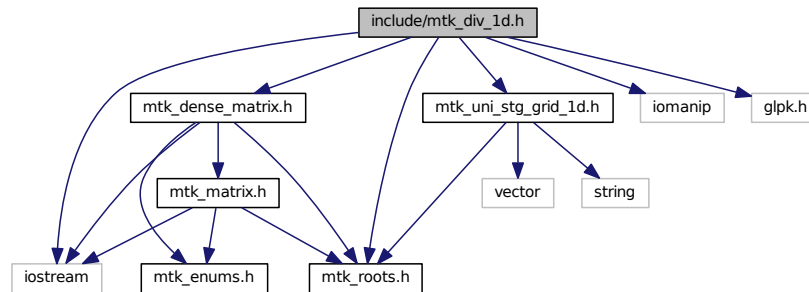 include/mtk_div_1d.h
mtk_dense_matrix.h
mtk_uni_stg_grid_1d.h
iomanip
glpk.h
mtk_matrix.h
vector
string
iostream
mtk_enums.h
mtk_roots.h